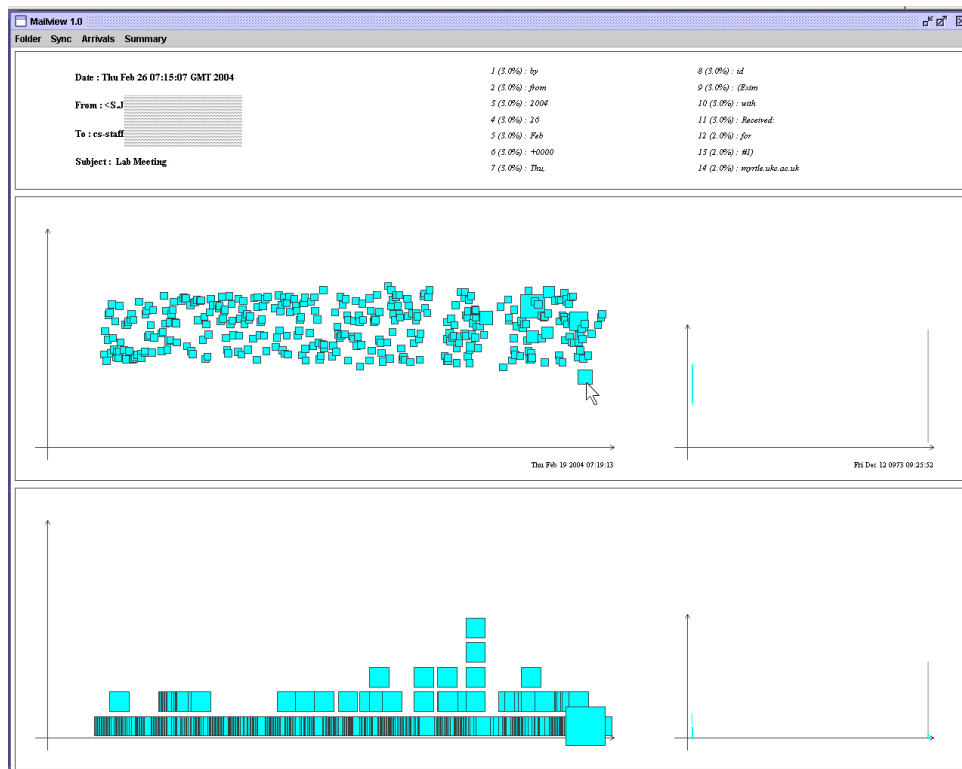 Mailview 1.0
Folder Sync Arrivals Summary
Date : Thu Feb 26 07:15:07 GMT 2004
From : <S.J
To : cs-staff
Subject : Lab Meeting
1 (3.0%) : by
2 (3.0%) : from
3 (3.0%) : 2004
4 (3.0%) : 26
5 (3.0%) : Feb
6 (3.0%) : +0000
7 (3.0%) : Thu,
8 (3.0%) : id
9 (3.0%) : (Exim
10 (3.0%) : with
11 (3.0%) : Received:
12 (2.0%) : for
13 (2.0%) : #1)
14 (2.0%) : myrtle.ukc.ac.uk
Thu Feb 19 2004 07:19:13
Fri Dec 12 0973 09:25:52